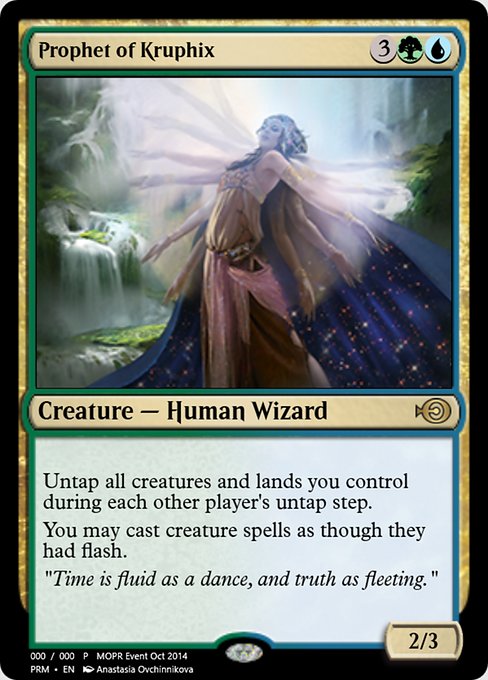 Prophet of Kruphix 3
Creature — Human Wizard
Untap all creatures and lands you control
during each other player's untap step.
You may cast creature spells as though they
had flash.
"Time is fluid as a dance, and truth as fleeting."
2/3
000 / 000 P MOPR Event Oct 2014
PRM • EN Anastasia Ovchinnikova